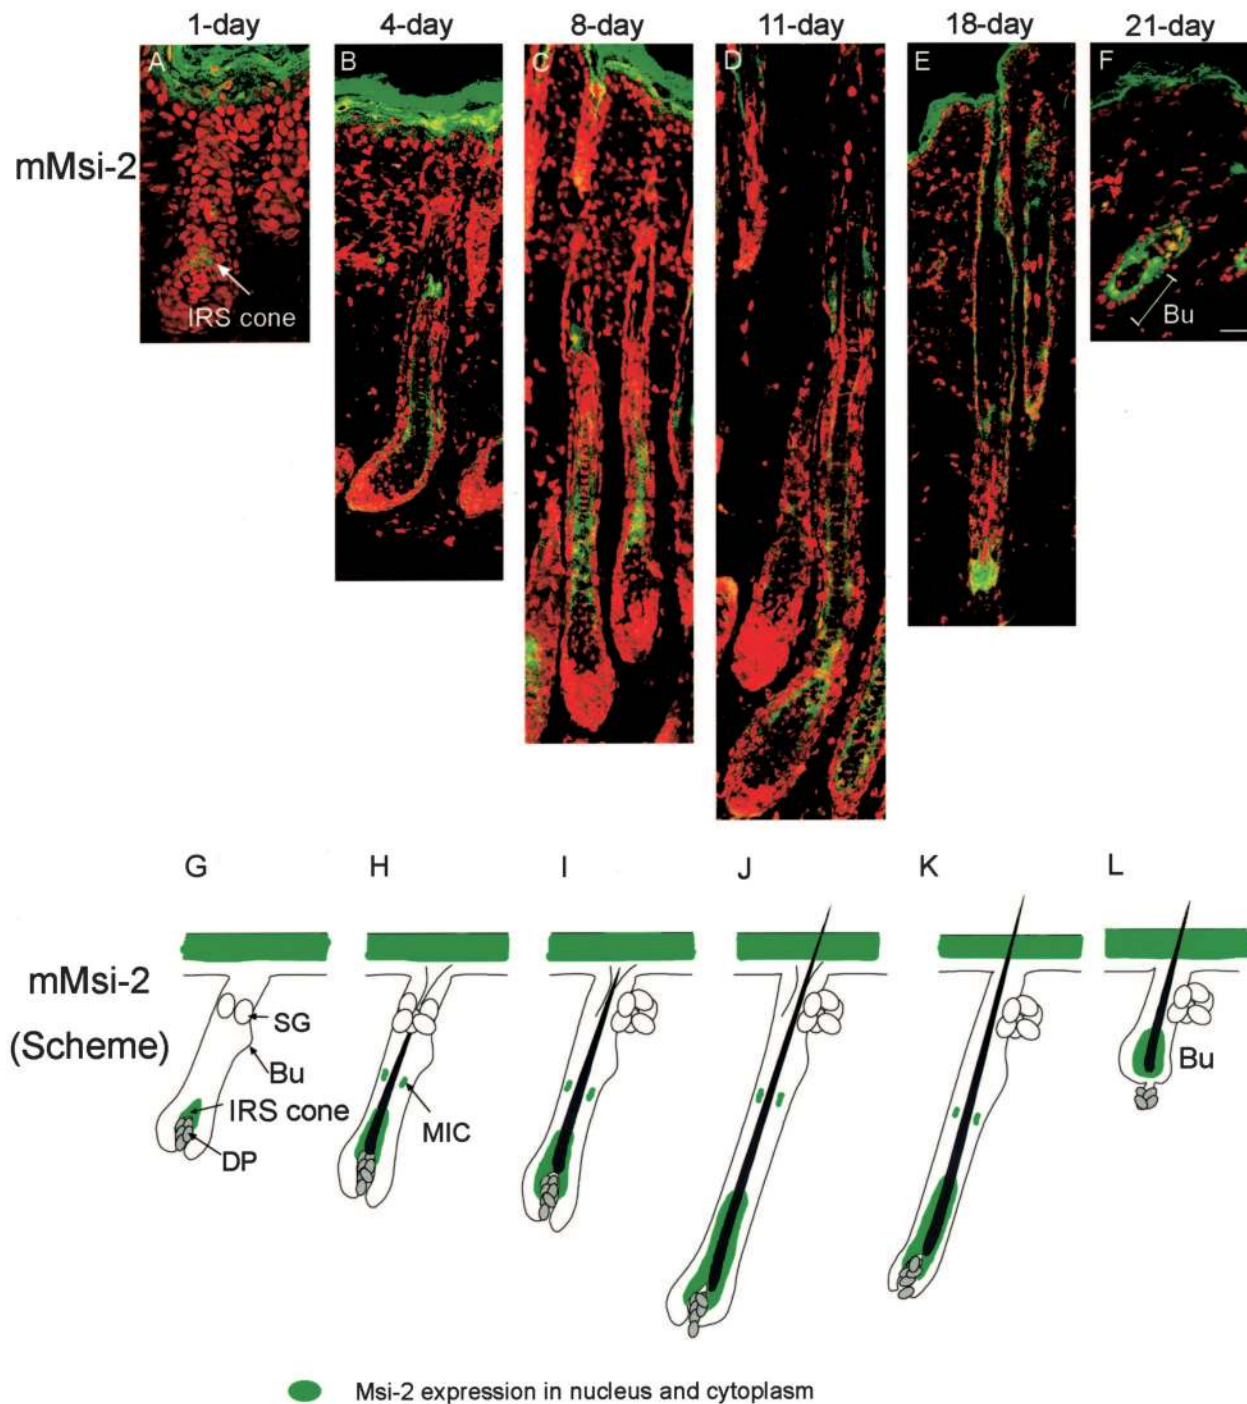 1-day 4-day 8-day 11-day 18-day 21-day
A B C D E F
mMsi-2
IRS cone
Bu
G H I J K L
mMsi-2
(Scheme)
SG
Bu
Bu
IRS cone
MIC
DP
Msi-2 expression in nucleus and cytoplasm